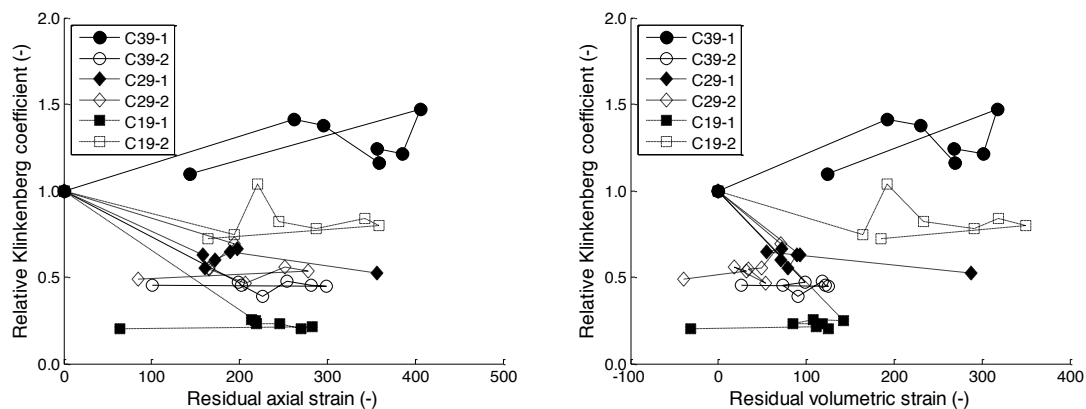 2.0
1.5
1.0
0.5
0.0
Relative Klinkenberg coefficient (-)
C39-1
C39-2
C29-1
C29-2
C19-1
C19-2
0
100
200
300
400
500
Residual axial strain (-)
2.0
1.5
1.0
0.5
0.0
Relative Klinkenberg coefficient (-)
C39-1
C39-2
C29-1
C29-2
C19-1
C19-2
-100
0
100
200
300
400
Residual volumetric strain (-)